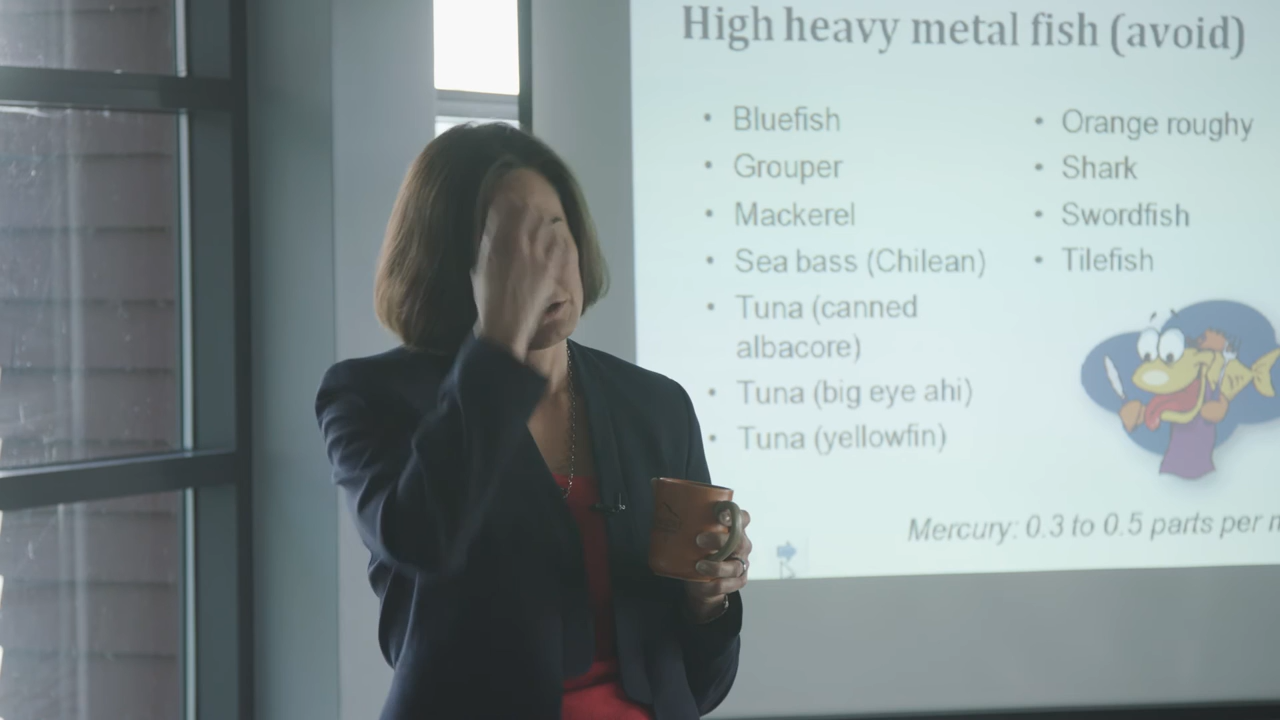 High heavy metal fish (avoid)
• Bluefish
• Grouper
• Mackerel
• Sea bass (Chilean)
• Tuna (canned
albacore)
• Tuna (big eye ahi)
• Tuna (yellowfin)
• Orange roughy
• Shark
• Swordfish
• Tilefish
Mercury: 0.3 to 0.5 parts per